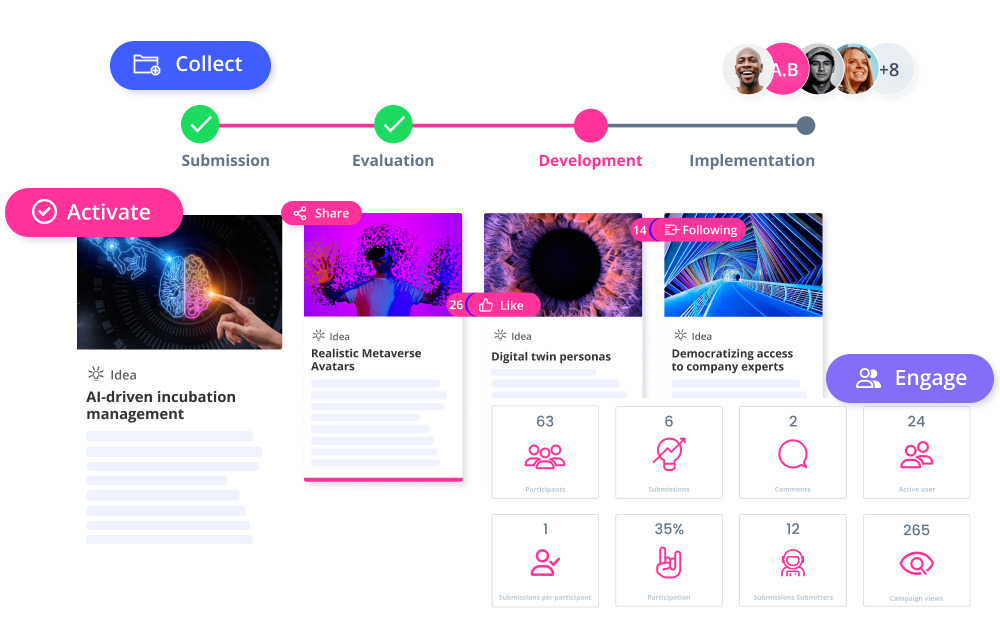 Collect
A.B
+8
Submission
Evaluation
Development
Implementation
Activate
Share
14
Following
26
Like
Idea
AI-driven incubation
management
Idea
Realistic Metaverse
Avatars
Idea
Digital twin personas
Idea
Democratizing access
to company experts
Engage
63
Participants
6
Submissions
2
Comments
24
Active user
1
Submissions per participant
35%
Participation
12
Submissions Submitters
265
Campaign views